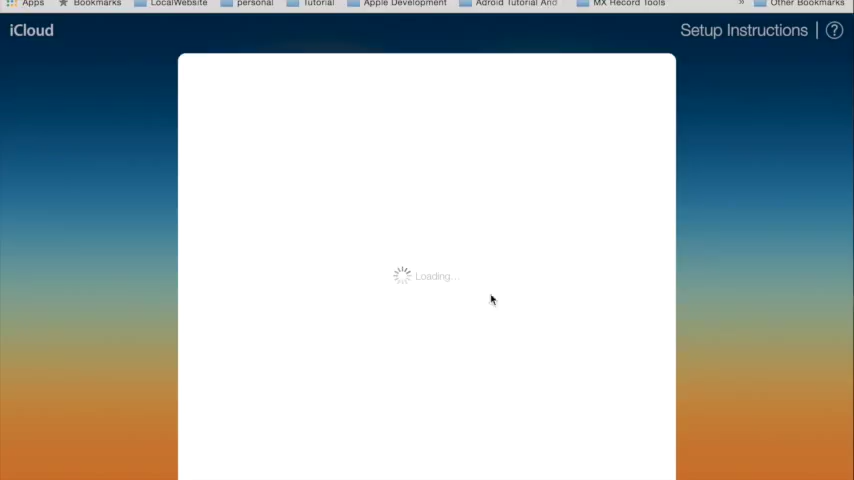 Apps Bookmarks LocalWebsite personal Tutorial Apple Development Adroid Tutorial And MX Record Tools » Other Bookmarks
iCloud Setup Instructions | ?
Loading...